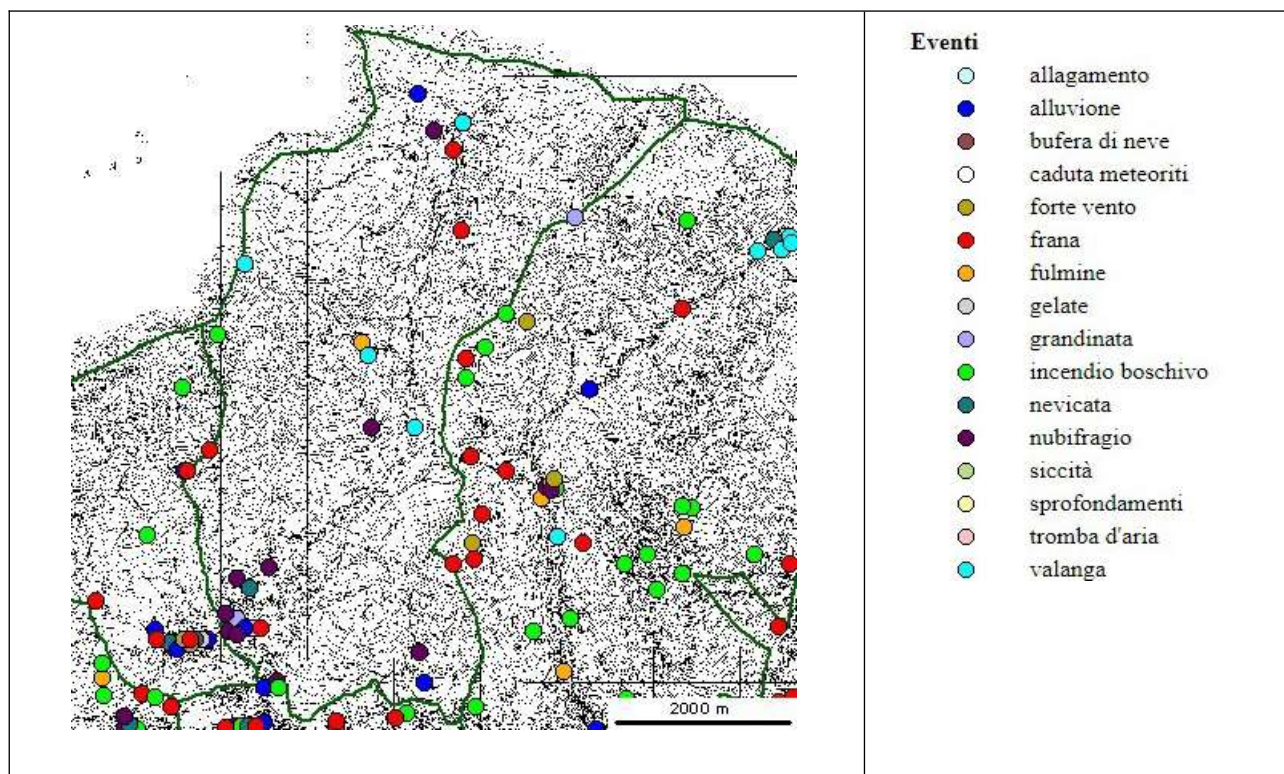 Eventi
allagamento
alluvione
bufera di neve
caduta meteoriti
forte vento
frana
fulmine
gelate
grandinata
incendio boschivo
nevicata
nubifragio
siccità
sprofondamenti
tromba d'aria
valanga
2000 m